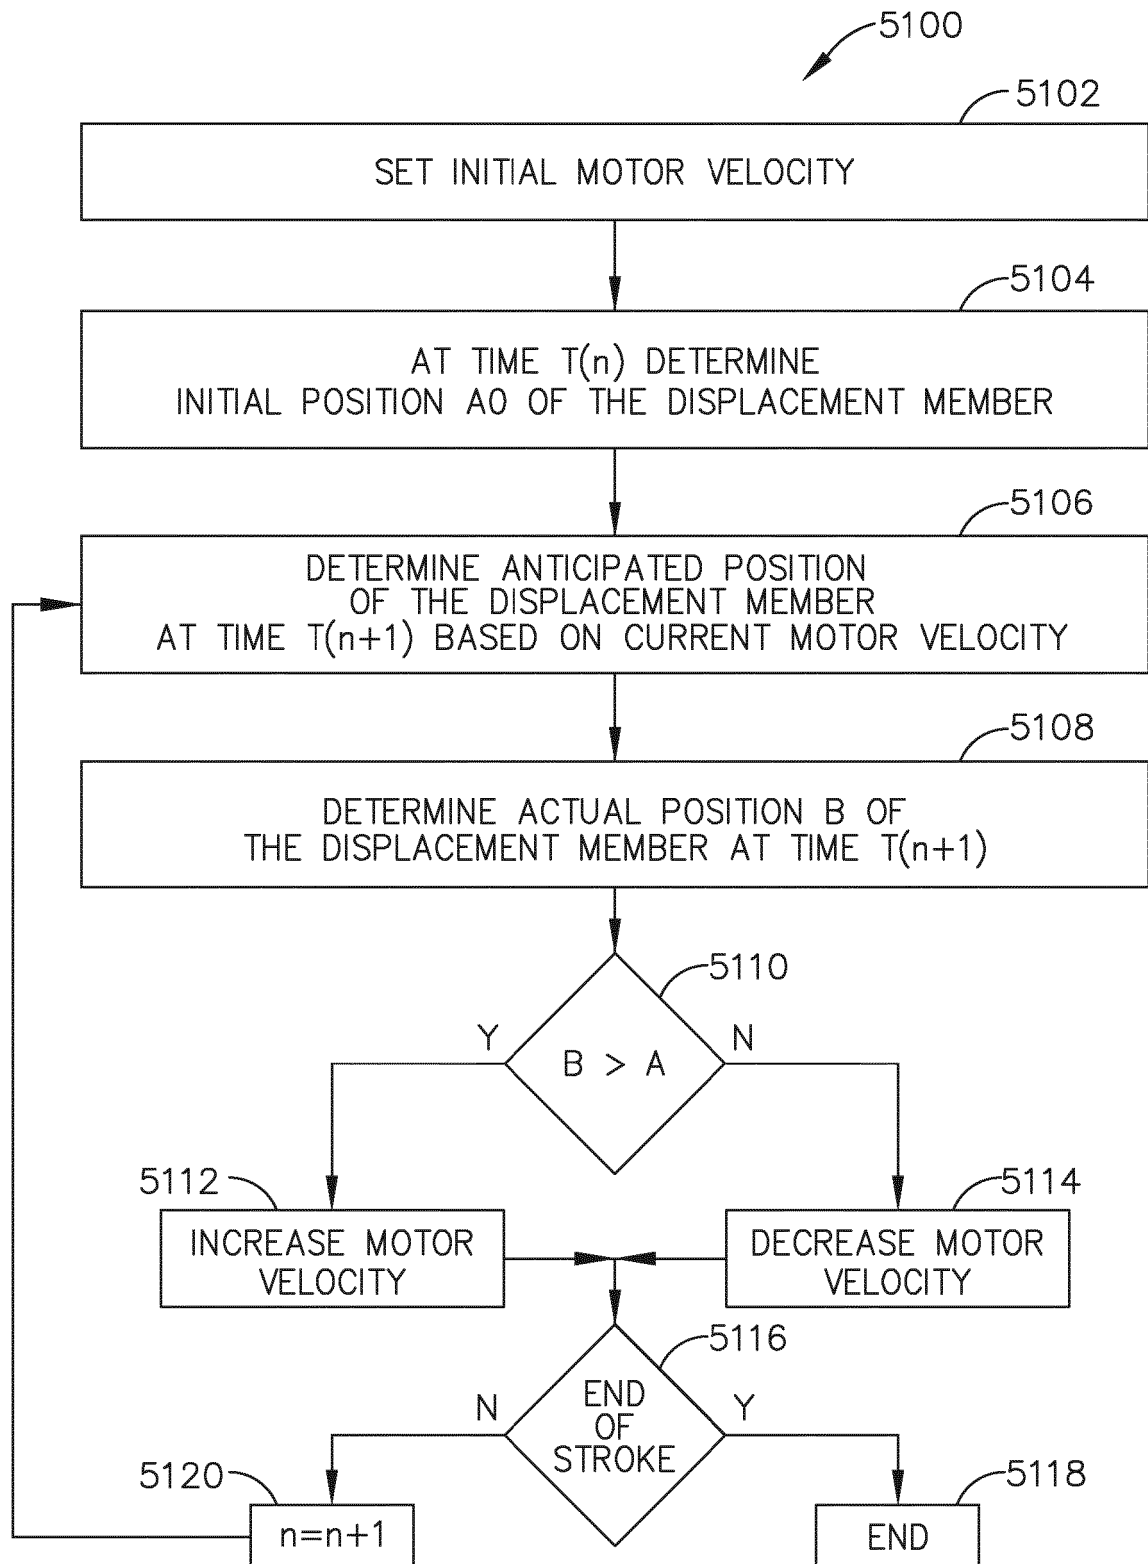 5100
5102
SET INITIAL MOTOR VELOCITY
5104
AT TIME T(n) DETERMINE
INITIAL POSITION A0 OF THE DISPLACEMENT MEMBER
5106
DETERMINE ANTICIPATED POSITION
OF THE DISPLACEMENT MEMBER
AT TIME T(n+1) BASED ON CURRENT MOTOR VELOCITY
5108
DETERMINE ACTUAL POSITION B OF
THE DISPLACEMENT MEMBER AT TIME T(n+1)
5110
Y
B > A
N
5112
INCREASE MOTOR
VELOCITY
5114
DECREASE MOTOR
VELOCITY
5116
N
END
OF
STROKE
Y
5120
n=n+1
5118
END